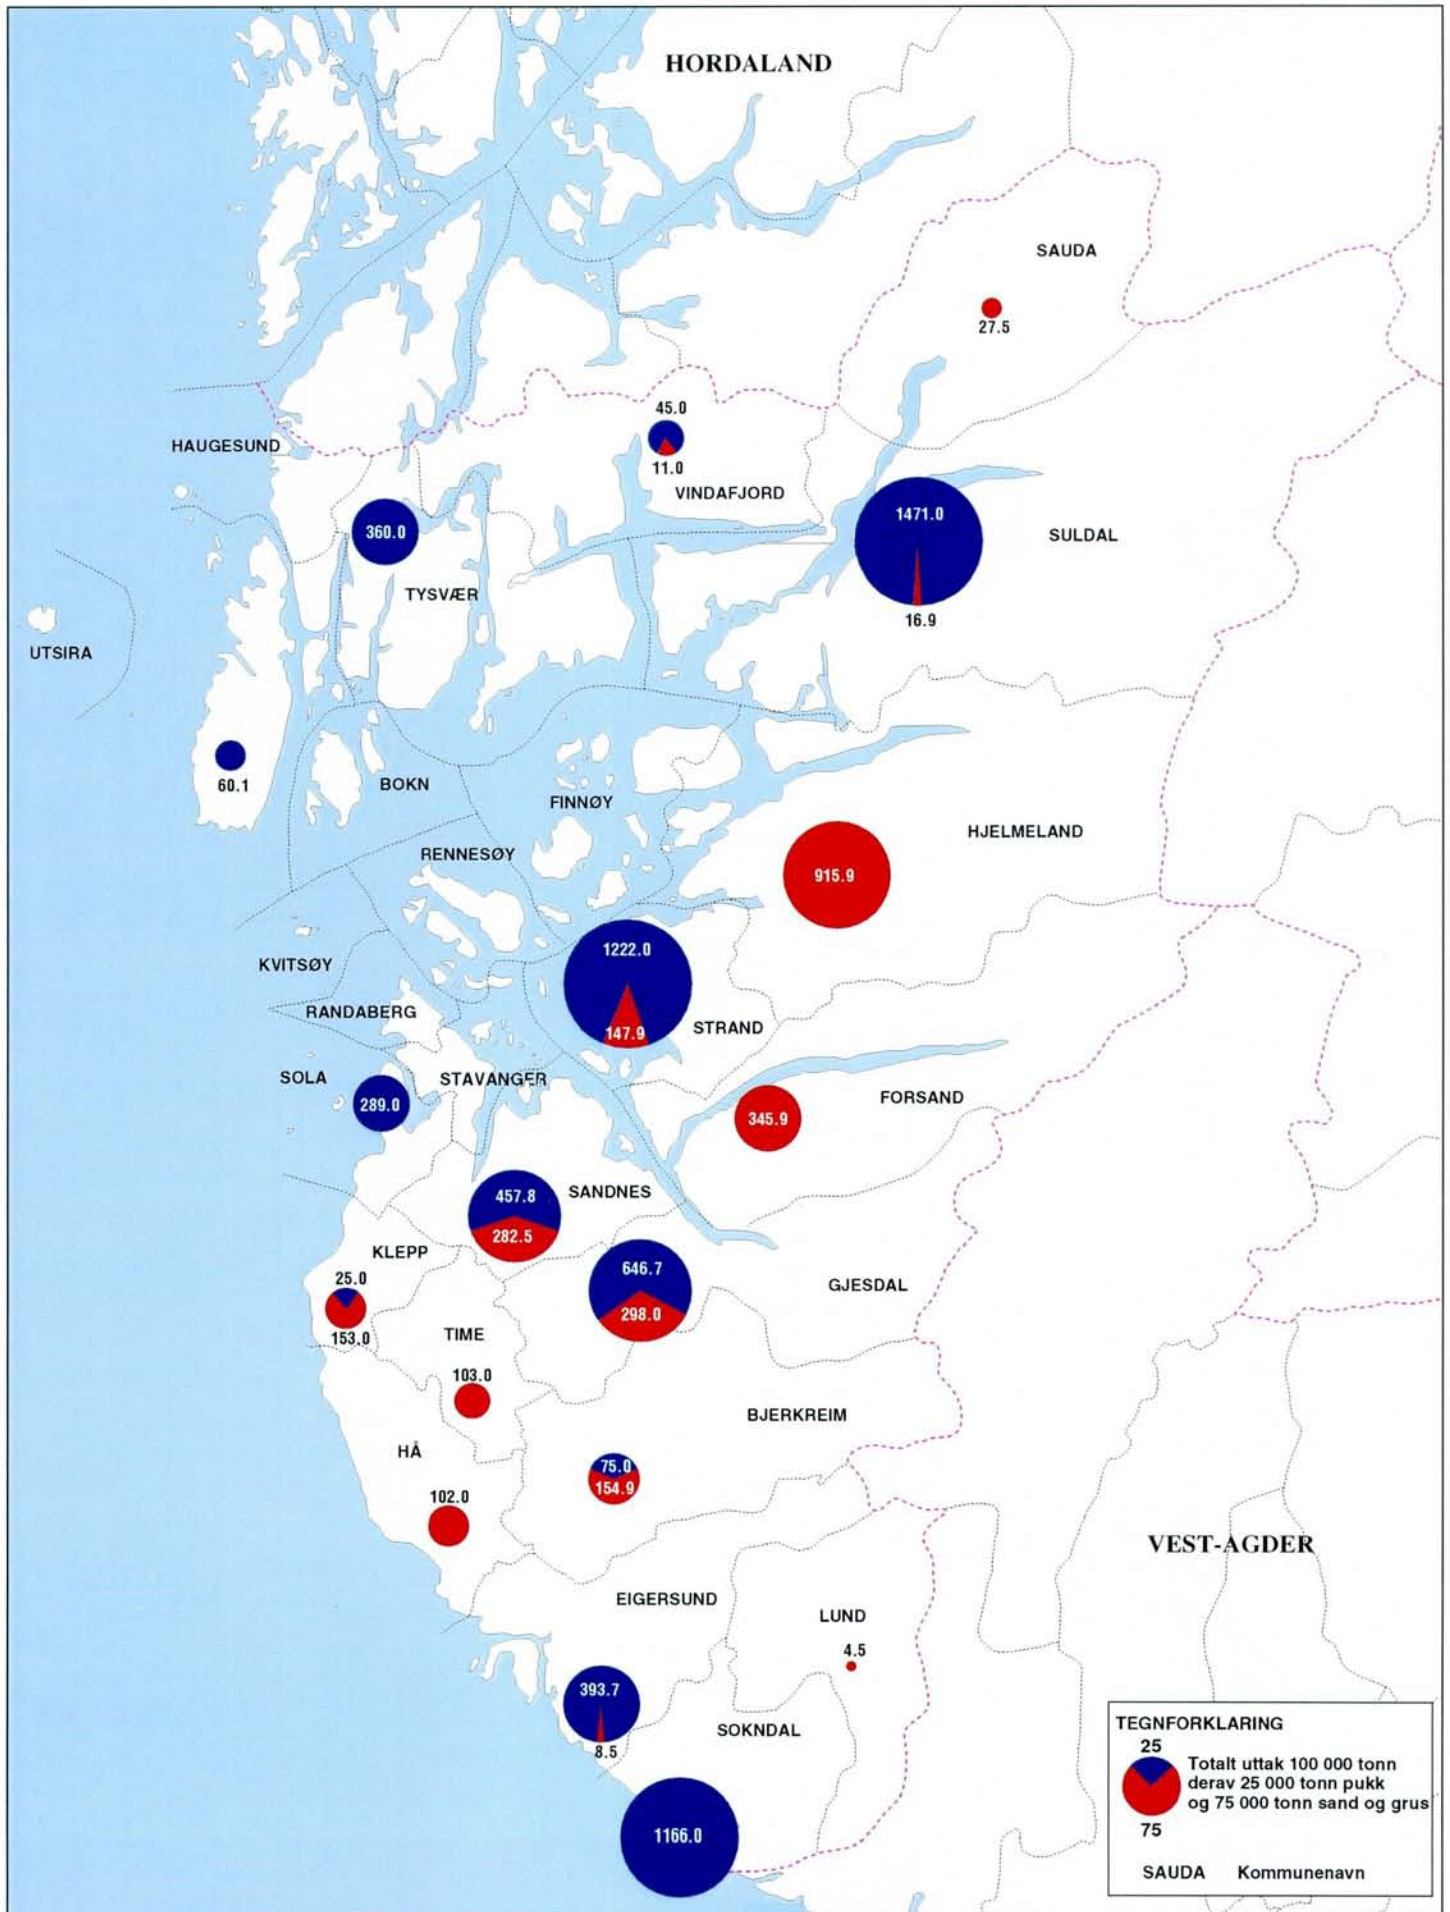 HORDALAND
SAUDA
27.5
45.0
HAUGESUND
11.0
VINDAFJORD
1471.0
360.0
SULDAL
TYSVÆR
16.9
UTSIRA
60.1
BOKN
FINNØY
HJELMELAND
RENNESØY
915.9
1222.0
KVITSØY
RANDABERG
STRAND
147.9
SOLA
STAVANGER
FORSAND
289.0
345.9
SANDNES
457.8
282.5
KLEPP
646.7
25.0
GJESDAL
298.0
153.0
TIME
103.0
BJERKREIM
HÅ
75.0
154.9
102.0
VEST-AGDER
EIGERSUND
LUND
4.5
393.7
SOKNDAL
8.5
1166.0
TEGNFORKLARING
25
Totalt uttak 100 000 tonn
derav 25 000 tonn pukk
og 75 000 tonn sand og grus
75
SAUDA Kommunenavn